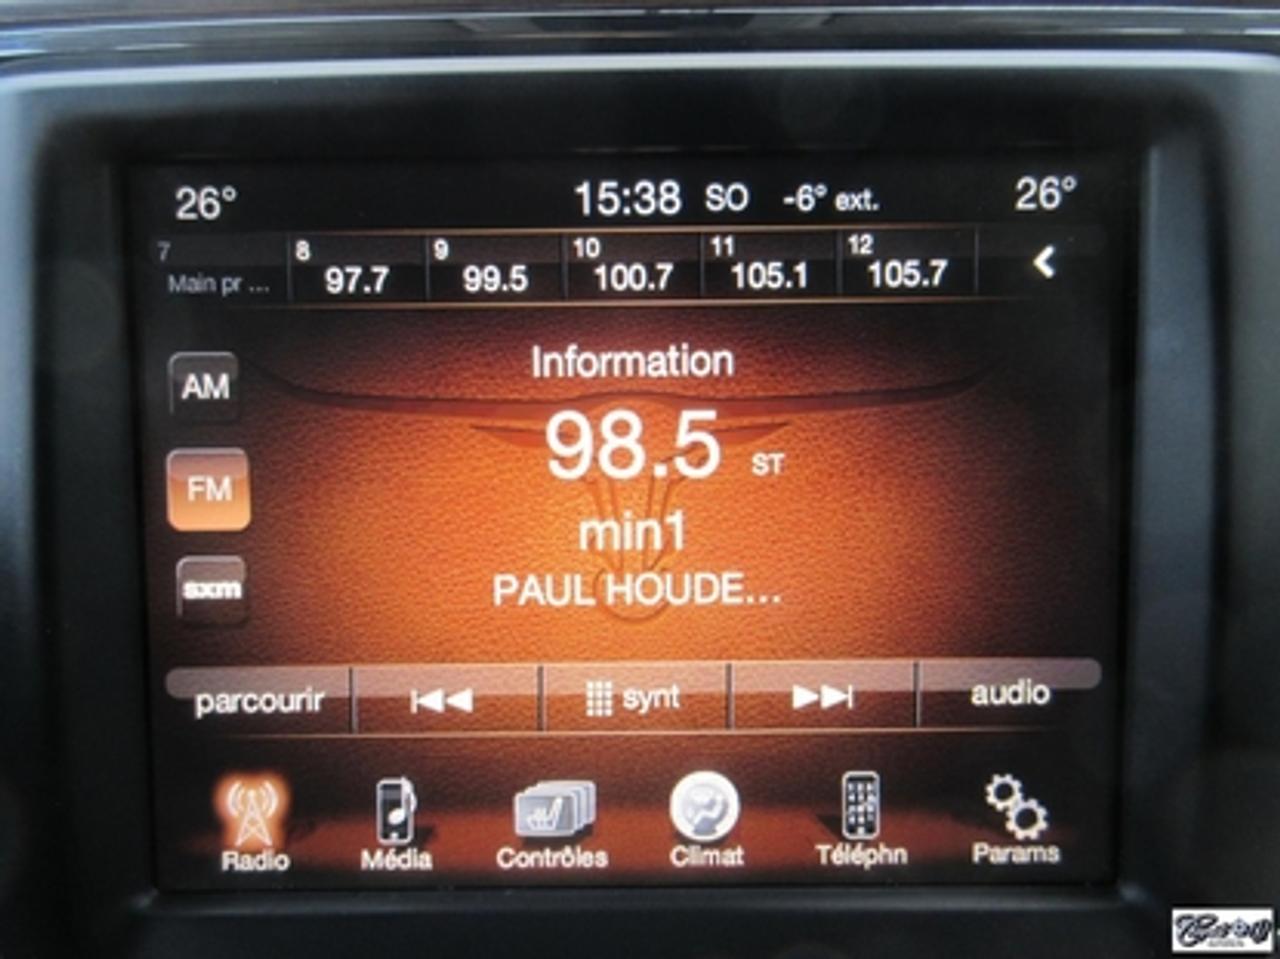 26° 15:38 SO -6° ext. 26°
7 8 9 10 11 12
Main pr ... 97.7 99.5 100.7 105.1 105.7
Information
AM
98.5 ST
FM
min1
sxm
PAUL HOUDE...
parcourir synt audio
Radio Média Contrôles Climat Téléphn Params